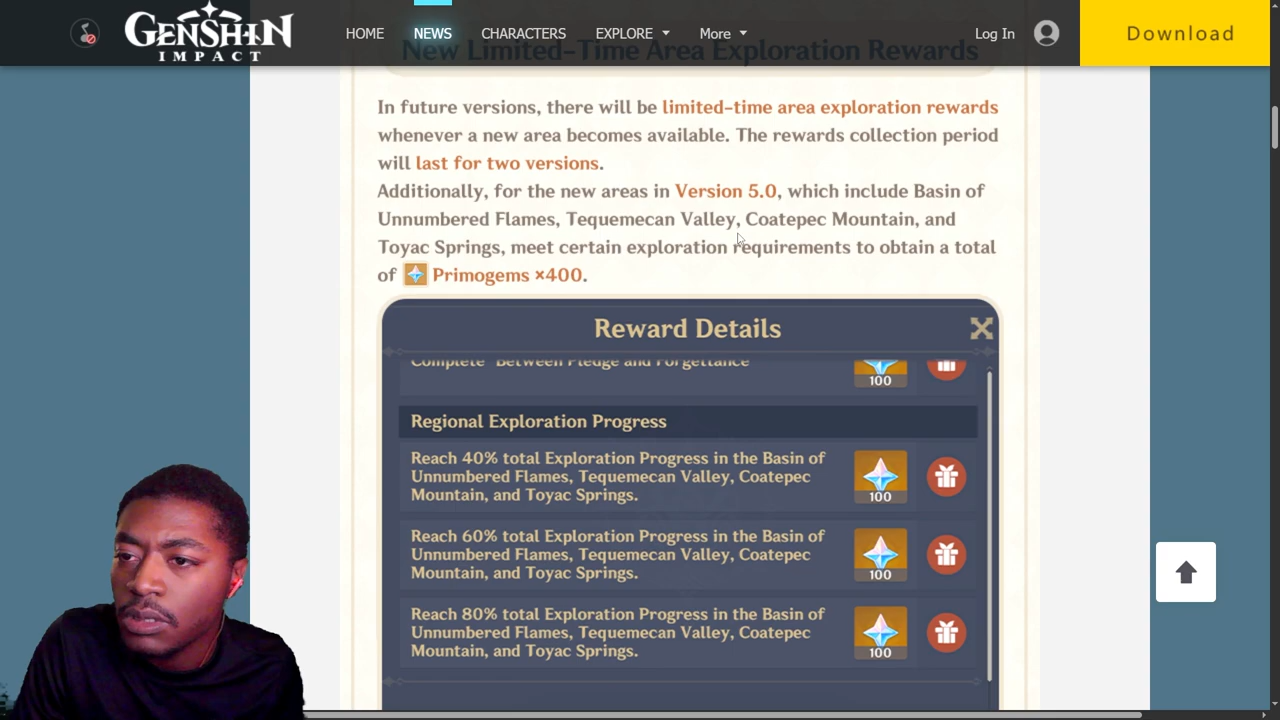 GENSHIN
IMPACT
HOME
NEWS
CHARACTERS
EXPLORE
More
Log In
Download
New Limited-Time Area Exploration Rewards
In future versions, there will be limited-time area exploration rewards
whenever a new area becomes available. The rewards collection period
will last for two versions.
Additionally, for the new areas in Version 5.0, which include Basin of
Unnumbered Flames, Tequemecan Valley, Coatepec Mountain, and
Toyac Springs, meet certain exploration requirements to obtain a total
of Primogems ×400.
Reward Details
Complete "Between Pledge and Forgettance"
100
Regional Exploration Progress
Reach 40% total Exploration Progress in the Basin of
Unnumbered Flames, Tequemecan Valley, Coatepec
Mountain, and Toyac Springs.
100
Reach 60% total Exploration Progress in the Basin of
Unnumbered Flames, Tequemecan Valley, Coatepec
Mountain, and Toyac Springs.
100
Reach 80% total Exploration Progress in the Basin of
Unnumbered Flames, Tequemecan Valley, Coatepec
Mountain, and Toyac Springs.
100